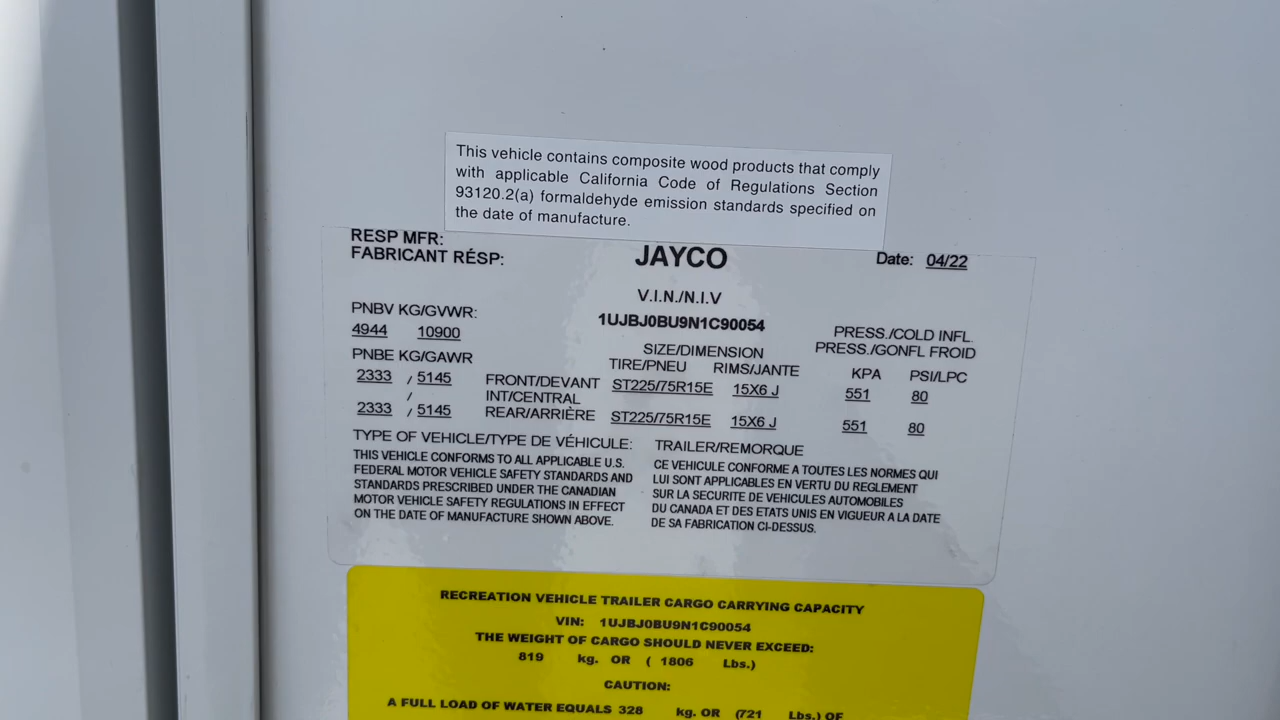 This vehicle contains composite wood products that comply
with applicable California Code of Regulations Section
93120.2(a) formaldehyde emission standards specified on
the date of manufacture.
RESP MFR:
FABRICANT RÉSP:
JAYCO
Date: 04/22
V.I.N./N.I.V
1UJBJ0BU9N1C90054
PNBV KG/GVWR:
4944 10900
PRESS./COLD INFL.
PRESS./GONFL FROID
SIZE/DIMENSION
TIRE/PNEU RIMS/JANTE KPA PSI/LPC
PNBE KG/GAWR
2333 / 5145 FRONT/DEVANT ST225/75R15E 15X6 J 551 80
/ INT/CENTRAL
2333 / 5145 REAR/ARRIÈRE ST225/75R15E 15X6 J 551 80
TYPE OF VEHICLE/TYPE DE VÉHICULE: TRAILER/REMORQUE
THIS VEHICLE CONFORMS TO ALL APPLICABLE U.S.
FEDERAL MOTOR VEHICLE SAFETY STANDARDS AND
STANDARDS PRESCRIBED UNDER THE CANADIAN
MOTOR VEHICLE SAFETY REGULATIONS IN EFFECT
ON THE DATE OF MANUFACTURE SHOWN ABOVE.
CE VEHICULE CONFORME A TOUTES LES NORMES QUI
LUI SONT APPLICABLES EN VERTU DU REGLEMENT
SUR LA SECURITE DE VEHICULES AUTOMOBILES
DU CANADA ET DES ETATS UNIS EN VIGUEUR A LA DATE
DE SA FABRICATION CI-DESSUS.
RECREATION VEHICLE TRAILER CARGO CARRYING CAPACITY
VIN: 1UJBJ0BU9N1C90054
THE WEIGHT OF CARGO SHOULD NEVER EXCEED:
819 kg. OR ( 1806 Lbs.)
CAUTION:
A FULL LOAD OF WATER EQUALS 328 kg. OR (721 Lbs.) OF